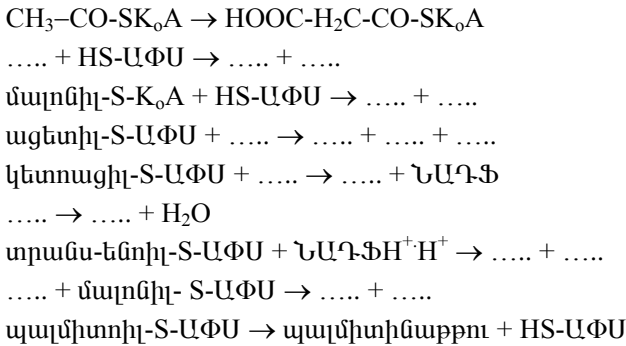 CH₃–CO-SKₒA → HOOC-H₂C-CO-SKₒA
….. + HS-ԱՓՍ → ….. + …..
մալոնիլ-S-KₒA + HS-ԱՓՍ → ….. + …..
ացետիլ-S-ԱՓՍ + ….. → ….. + ….. + …..
կետոացիլ-S-ԱՓՍ + ….. → ….. + ՆԱԴՖ
….. → ….. + H₂O
տրանս-ենոիլ-S-ԱՓՍ + ՆԱԴՖH⁺·H⁺ → ….. + …..
….. + մալոնիլ- S-ԱՓՍ → ….. + …..
պալմիտոիլ-S-ԱՓՍ → պալմիտինաթթու + HS-ԱՓՍ